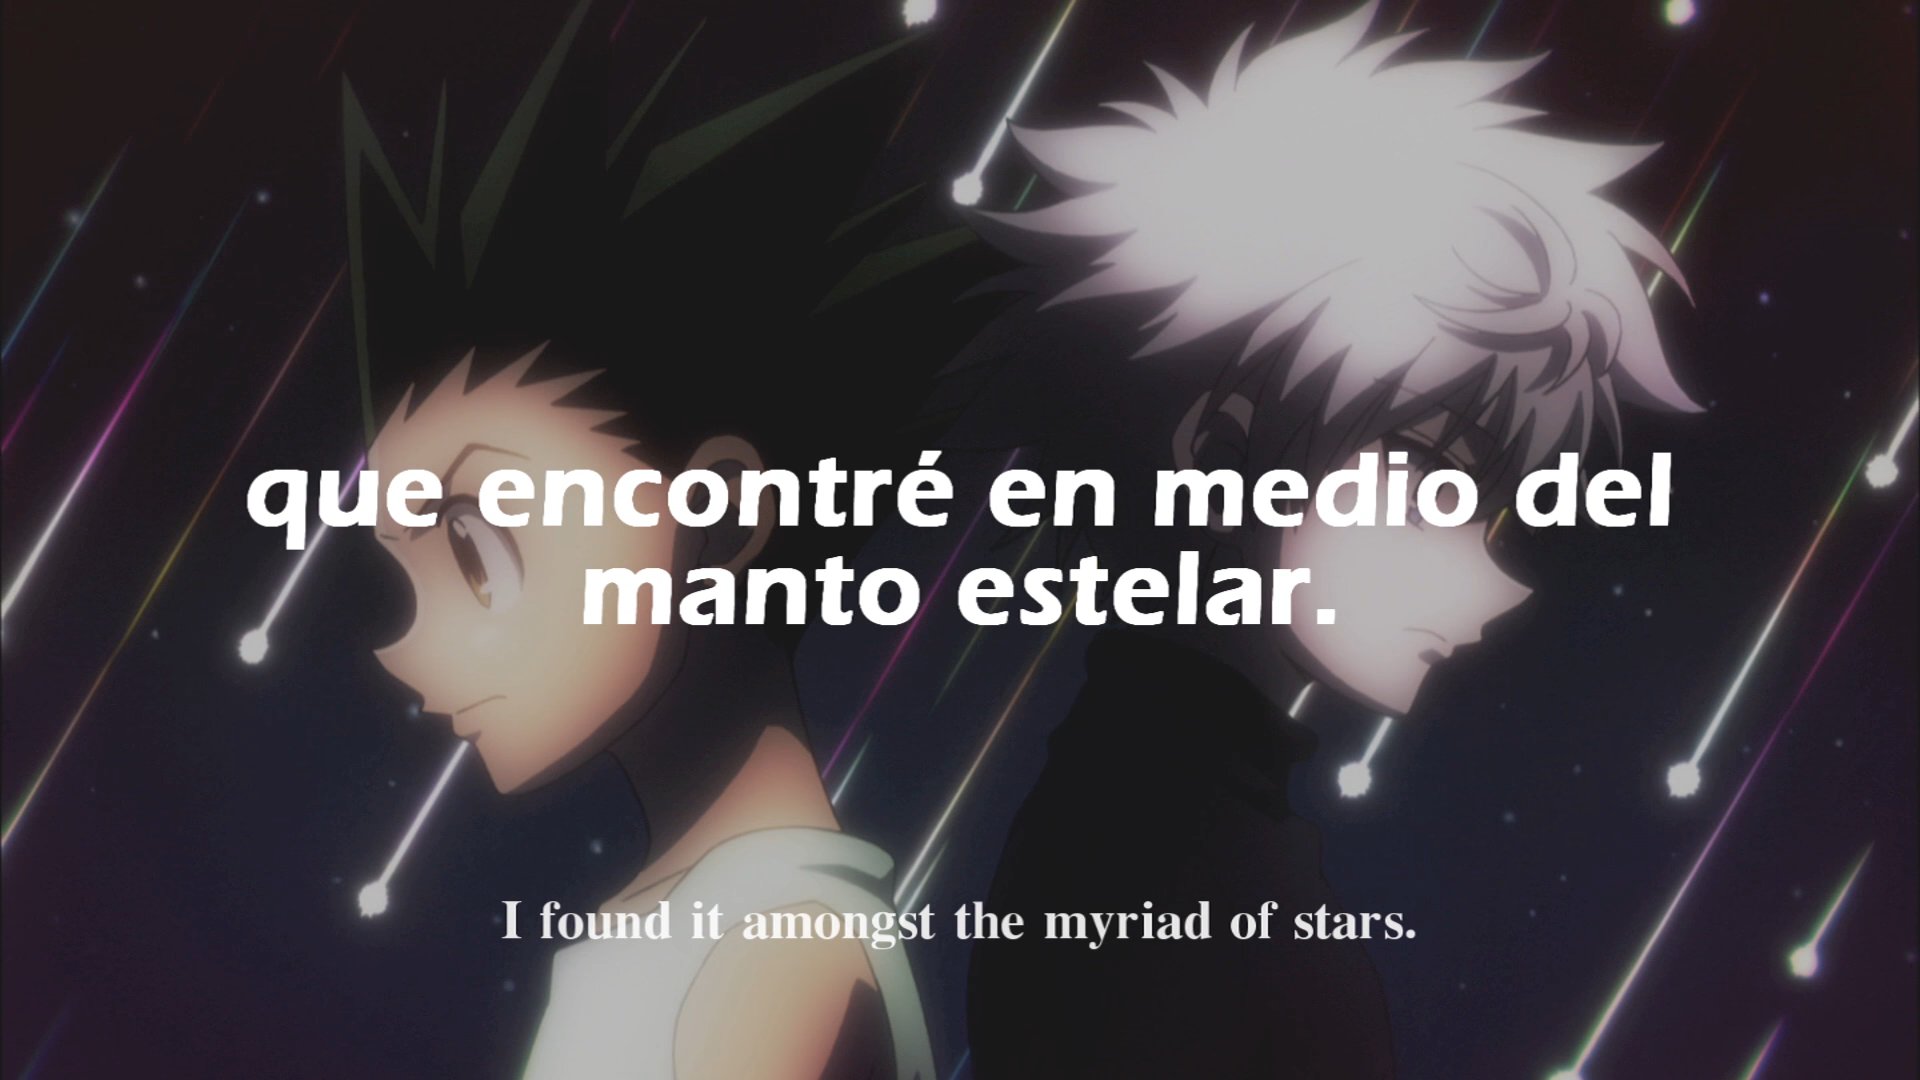 que encontré en medio del
manto estelar.
I found it amongst the myriad of stars.